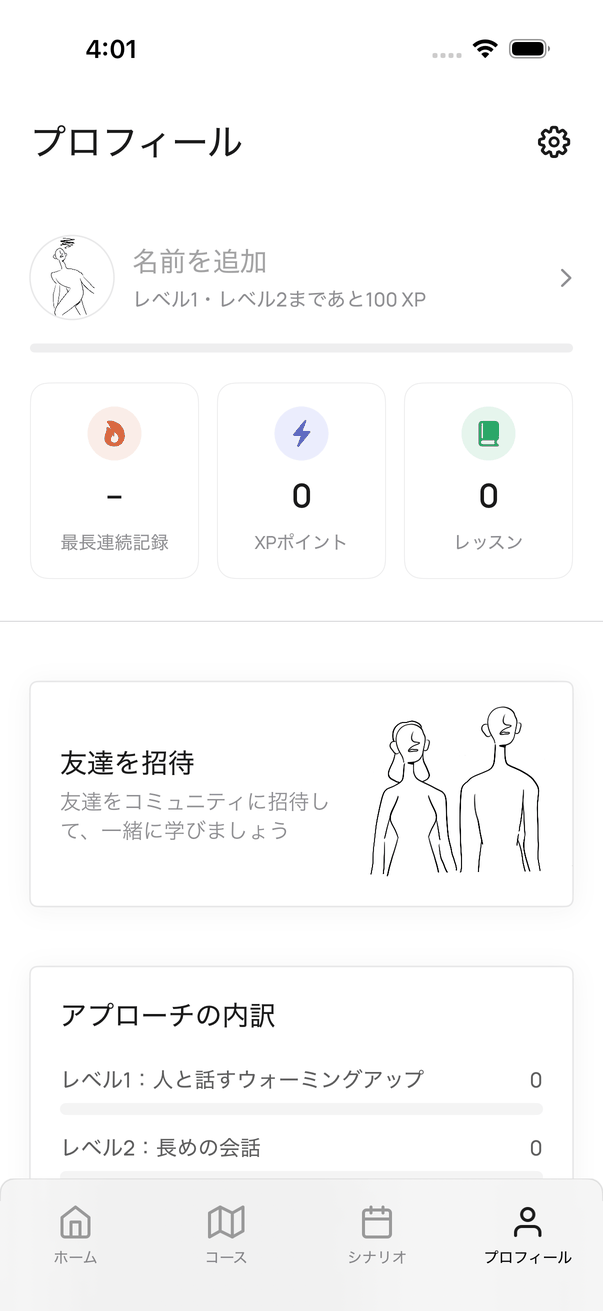 4:01
プロフィール
名前を追加
レベル1・レベル2まであと100 XP
–
最長連続記録
0
XPポイント
0
レッスン
友達を招待
友達をコミュニティに招待し
て、一緒に学びましょう
アプローチの内訳
レベル1：人と話すウォーミングアップ 0
レベル2：長めの会話 0
ホーム
コース
シナリオ
プロフィール